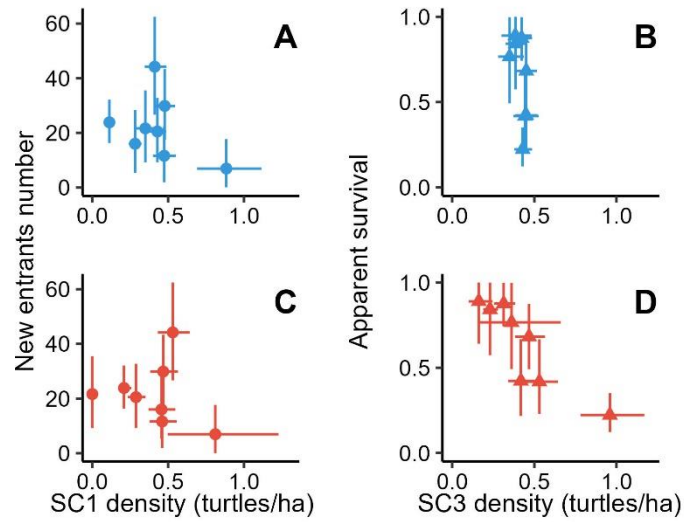 A
B
60
40
20
0
0.0 0.5 1.0
1.0
0.5
0.0
0.0 0.5 1.0
New entrants number
Apparent survival
C
D
60
40
20
0
0.0 0.5 1.0
SC1 density (turtles/ha)
1.0
0.5
0.0
0.0 0.5 1.0
SC3 density (turtles/ha)